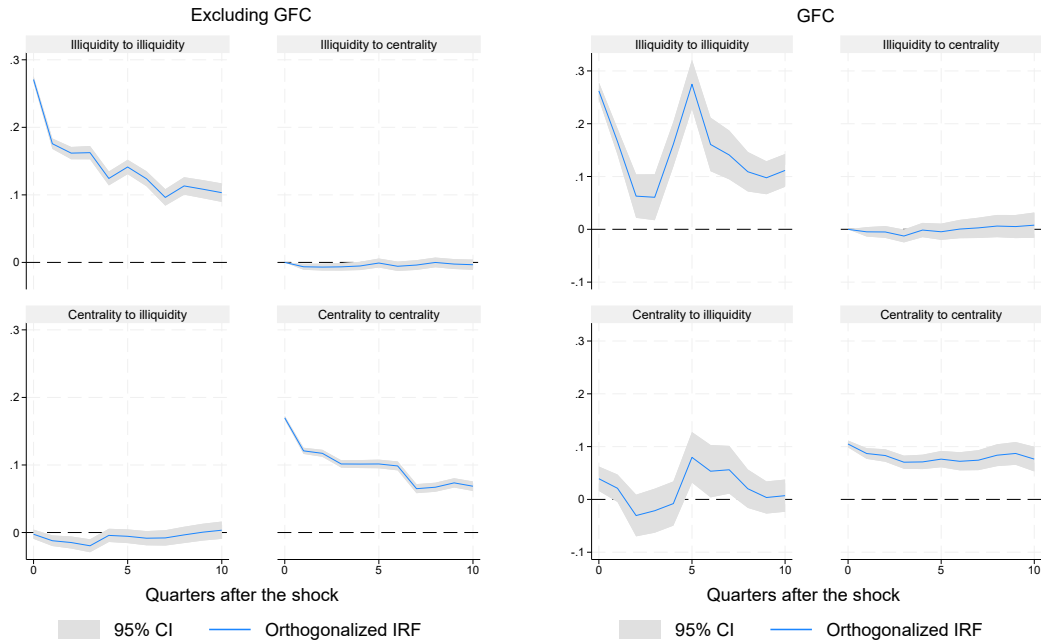 Excluding GFC
Illiquidity to illiquidity
Illiquidity to centrality
.3
.2
.1
0
Centrality to illiquidity
Centrality to centrality
.3
.2
.1
0
0 5 10
0 5 10
Quarters after the shock
95% CI
Orthogonalized IRF
GFC
Illiquidity to illiquidity
Illiquidity to centrality
.3
.2
.1
0
-.1
Centrality to illiquidity
Centrality to centrality
.3
.2
.1
0
-.1
0 5 10
0 5 10
Quarters after the shock
95% CI
Orthogonalized IRF